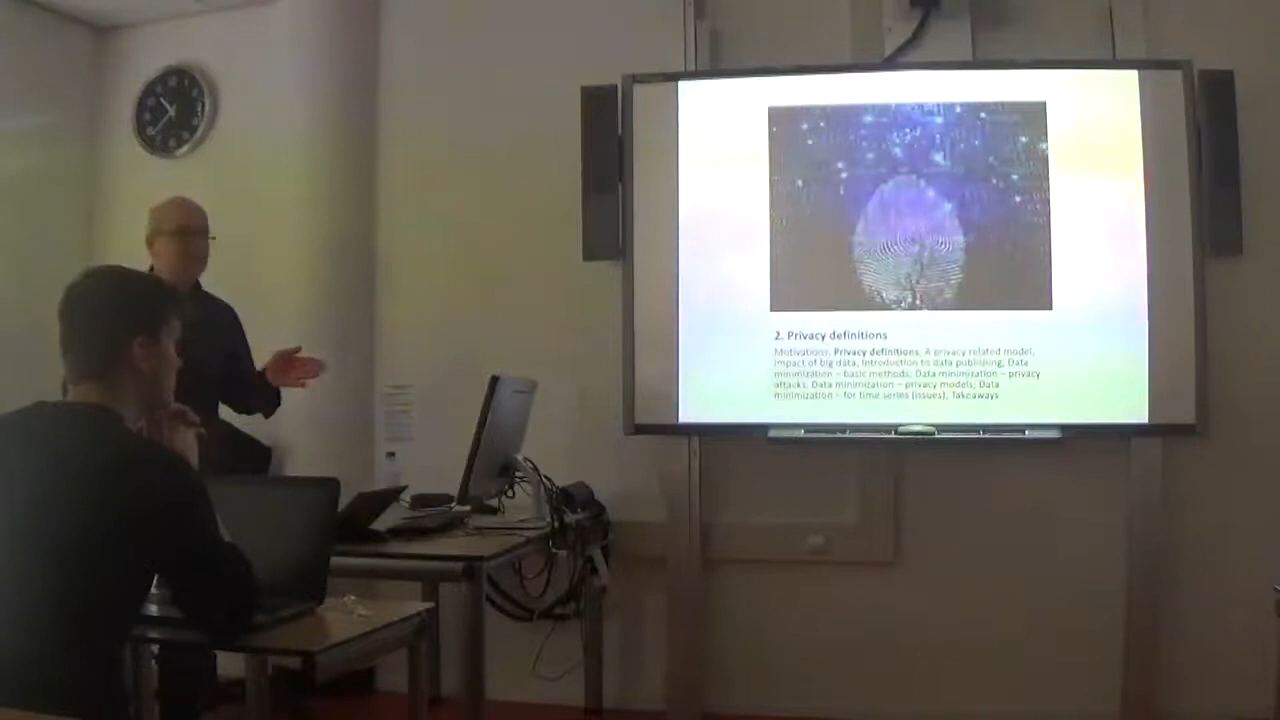 2. Privacy definitions
Motivations; Privacy definitions; A privacy related model;
impact of big data; Introduction to data publishing; Data
minimization – basic methods; Data minimization – privacy
attacks; Data minimization – privacy models; Data
minimization – for time series (issues); Takeaways